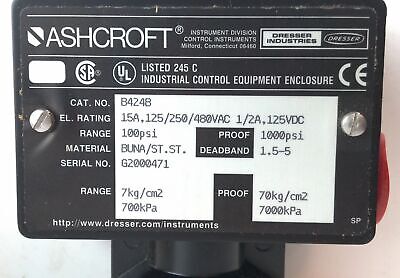 ASHCROFT®
INSTRUMENT DIVISION
CONTROL INSTRUMENTS
Milford, Connecticut 06460
DRESSER INDUSTRIES
DRESSER
SA ®
UL ®
LISTED 245 C
INDUSTRIAL CONTROL EQUIPMENT ENCLOSURE
CE
CAT. NO. B424B
EL. RATING 15A,125/250/480VAC 1/2A,125VDC
RANGE 100psi PROOF 1000psi
MATERIAL BUNA/ST.ST. DEADBAND 1.5-5
SERIAL NO. G2000471
RANGE 7kg/cm2 PROOF 70kg/cm2
700kPa 7000kPa
http://www.dresser.com/instruments
SP